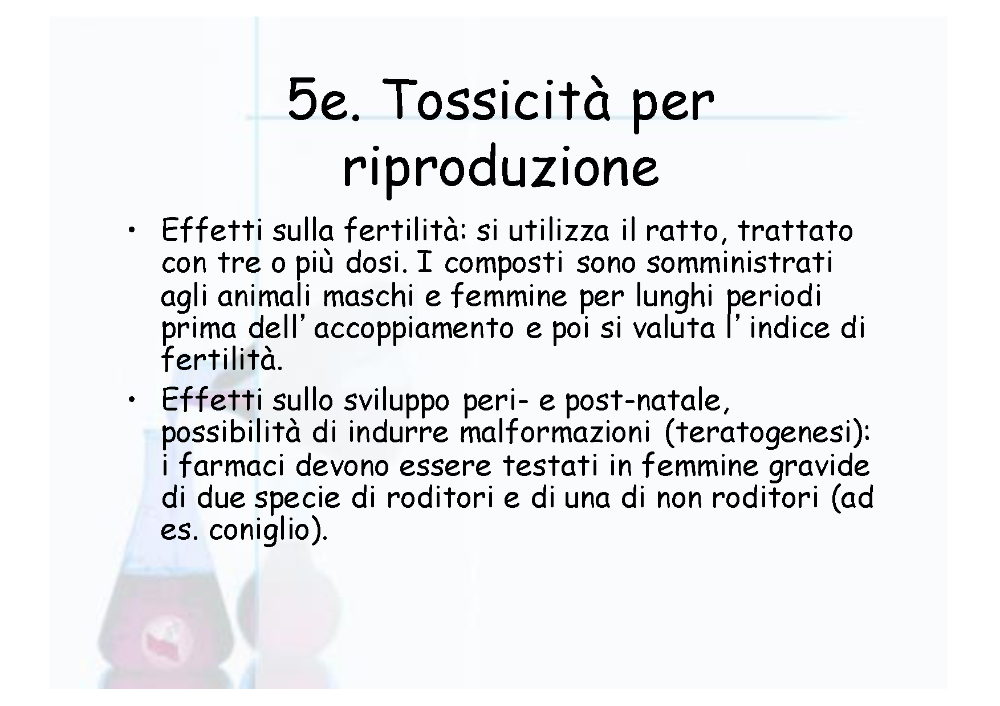 5e. Tossicità per
riproduzione
• Effetti sulla fertilità: si utilizza il ratto, trattato
con tre o più dosi. I composti sono somministrati
agli animali maschi e femmine per lunghi periodi
prima dell’accoppiamento e poi si valuta l’indice di
fertilità.
• Effetti sullo sviluppo peri- e post-natale,
possibilità di indurre malformazioni (teratogenesi):
i farmaci devono essere testati in femmine gravide
di due specie di roditori e di una di non roditori (ad
es. coniglio).